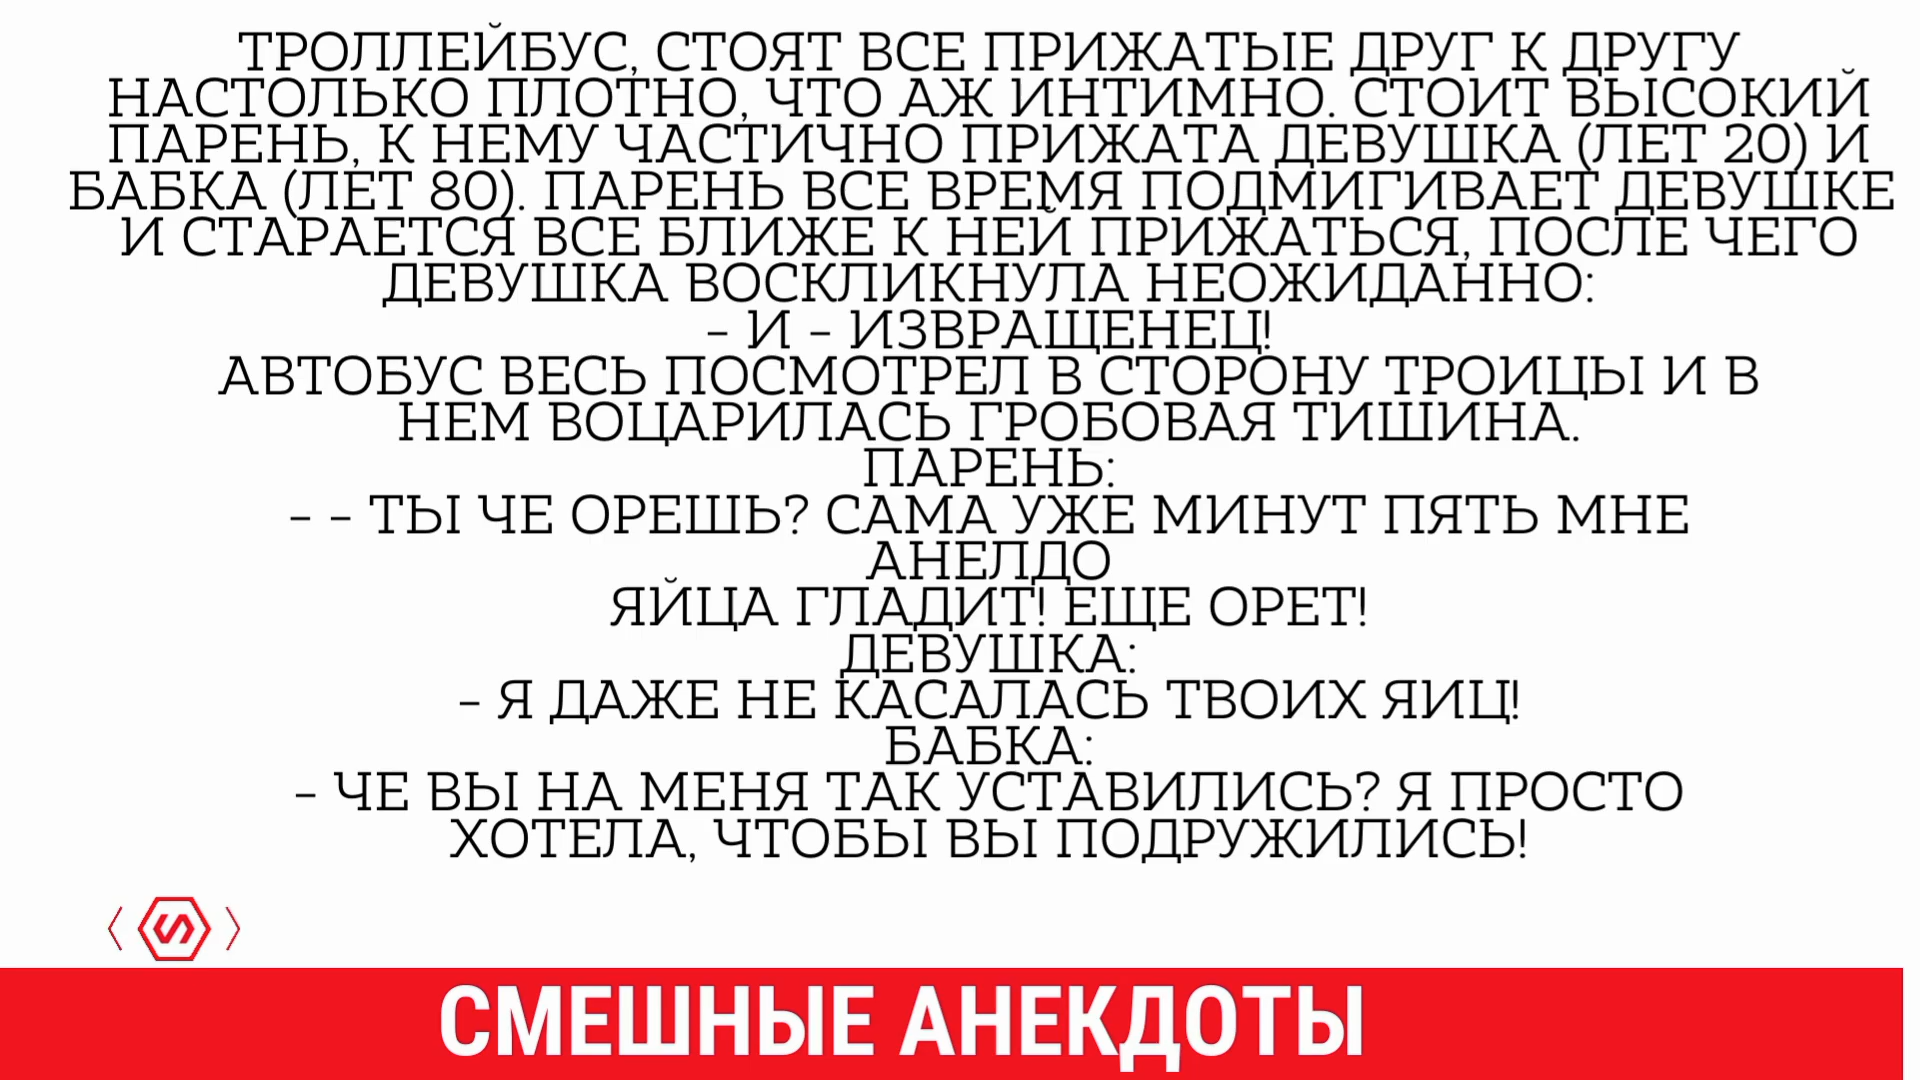 ТРОЛЛЕЙБУС, СТОЯТ ВСЕ ПРИЖАТЫЕ ДРУГ К ДРУГУ
НАСТОЛЬКО ПЛОТНО, ЧТО АЖ ИНТИМНО. СТОИТ ВЫСОКИЙ
ПАРЕНЬ, К НЕМУ ЧАСТИЧНО ПРИЖАТА ДЕВУШКА (ЛЕТ 20) И
БАБКА (ЛЕТ 80). ПАРЕНЬ ВСЕ ВРЕМЯ ПОДМИГИВАЕТ ДЕВУШКЕ
И СТАРАЕТСЯ ВСЕ БЛИЖЕ К НЕЙ ПРИЖАТЬСЯ, ПОСЛЕ ЧЕГО
ДЕВУШКА ВОСКЛИКНУЛА НЕОЖИДАННО:
- И - ИЗВРАЩЕНЕЦ!
АВТОБУС ВЕСЬ ПОСМОТРЕЛ В СТОРОНУ ТРОИЦЫ И В
НЕМ ВОЦАРИЛАСЬ ГРОБОВАЯ ТИШИНА.
ПАРЕНЬ:
- - ТЫ ЧЕ ОРЕШЬ? САМА УЖЕ МИНУТ ПЯТЬ МНЕ
АНЕЛДО
ЯЙЦА ГЛАДИТ! ЕЩЕ ОРЕТ!
ДЕВУШКА:
- Я ДАЖЕ НЕ КАСАЛАСЬ ТВОИХ ЯИЦ!
БАБКА:
- ЧЕ ВЫ НА МЕНЯ ТАК УСТАВИЛИСЬ? Я ПРОСТО
ХОТЕЛА, ЧТОБЫ ВЫ ПОДРУЖИЛИСЬ!
СМЕШНЫЕ АНЕКДОТЫ